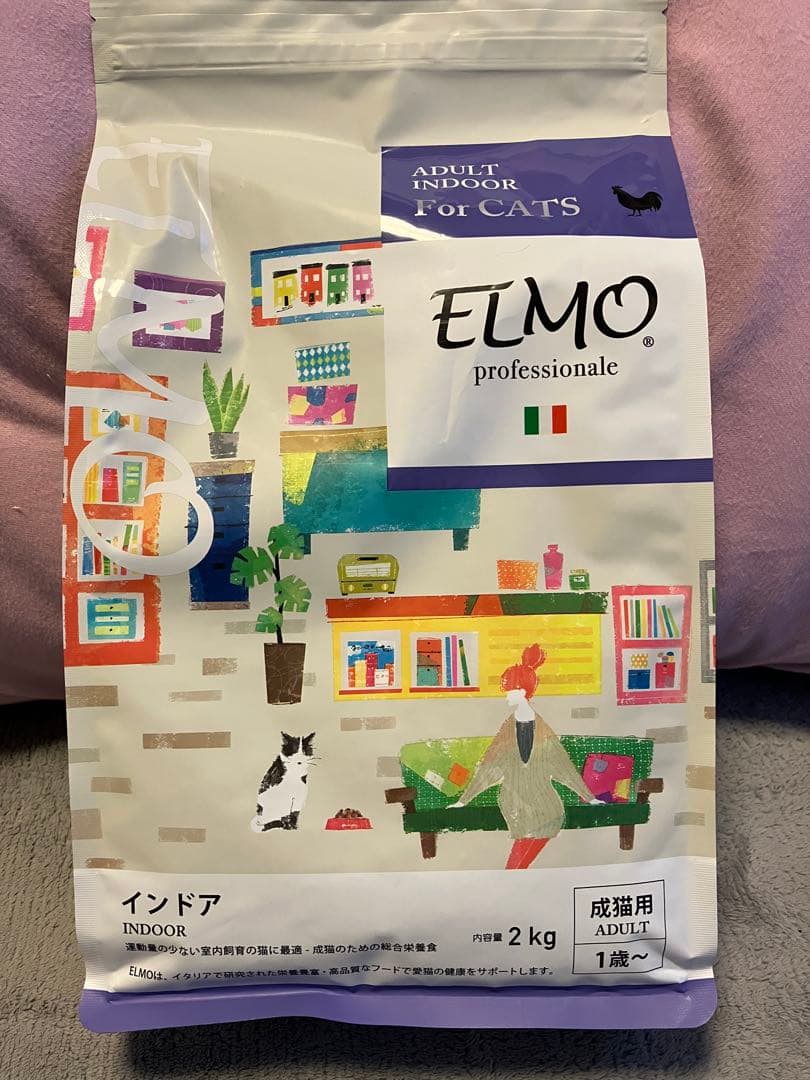 ELMO
ADULT
INDOOR
For CATS
ELMO®
professionale
インドア
INDOOR
運動量の少ない室内飼育の猫に最適 - 成猫のための総合栄養食
ELMOは、イタリアで研究された栄養豊富・高品質なフードで愛猫の健康をサポートします。
内容量 2 kg
成猫用
ADULT
1歳～